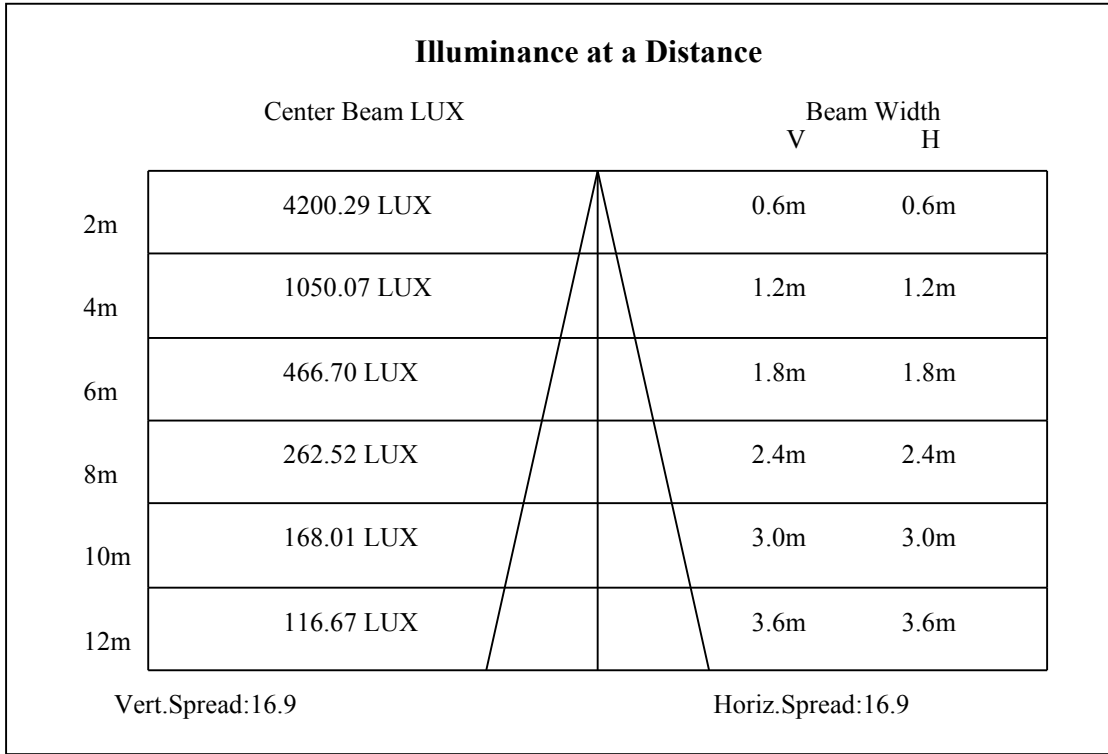 Illuminance at a Distance
Center Beam LUX Beam Width
V H
2m 4200.29 LUX 0.6m 0.6m
4m 1050.07 LUX 1.2m 1.2m
6m 466.70 LUX 1.8m 1.8m
8m 262.52 LUX 2.4m 2.4m
10m 168.01 LUX 3.0m 3.0m
12m 116.67 LUX 3.6m 3.6m
Vert.Spread:16.9 Horiz.Spread:16.9